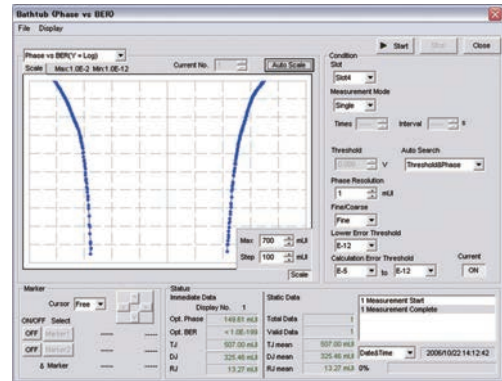 Bathtub (Phase vs BER)
File Display
Start Stop Close
Phase vs BER(Y = Log)
Scale Max:1.0E-2 Min:1.0E-12
Current No. 1
Auto Scale
Max 700 mUI
Step 100 mUI
Scale
Condition
Slot
Slot4
Measurement Mode
Single
Times Interval s
Threshold Auto Search
0.000 V Threshold&Phase
Phase Resolution
1 mUI
Fine/Coarse
Fine
Lower Error Threshold
E-12
Calculation Error Threshold Current
E-5 to E-12 ON
Marker
Cursor Free
ON/OFF Select
OFF Marker1 ---- ----
OFF Marker2 ---- ----
Δ Marker ---- ----
Status
Immediate Data Static Data
Display No. 1
Opt. Phase 149.61 mUI Total Data 1
Opt. BER < 1.0E-199 Valid Data 1
TJ 507.00 mUI TJ mean 507.00 mUI
DJ 325.46 mUI DJ mean 325.46 mUI
RJ 13.27 mUI RJ mean 13.27 mUI
1 Measurement Start
1 Measurement Complete
Date&Time 2006/10/22 14:12:42
0%